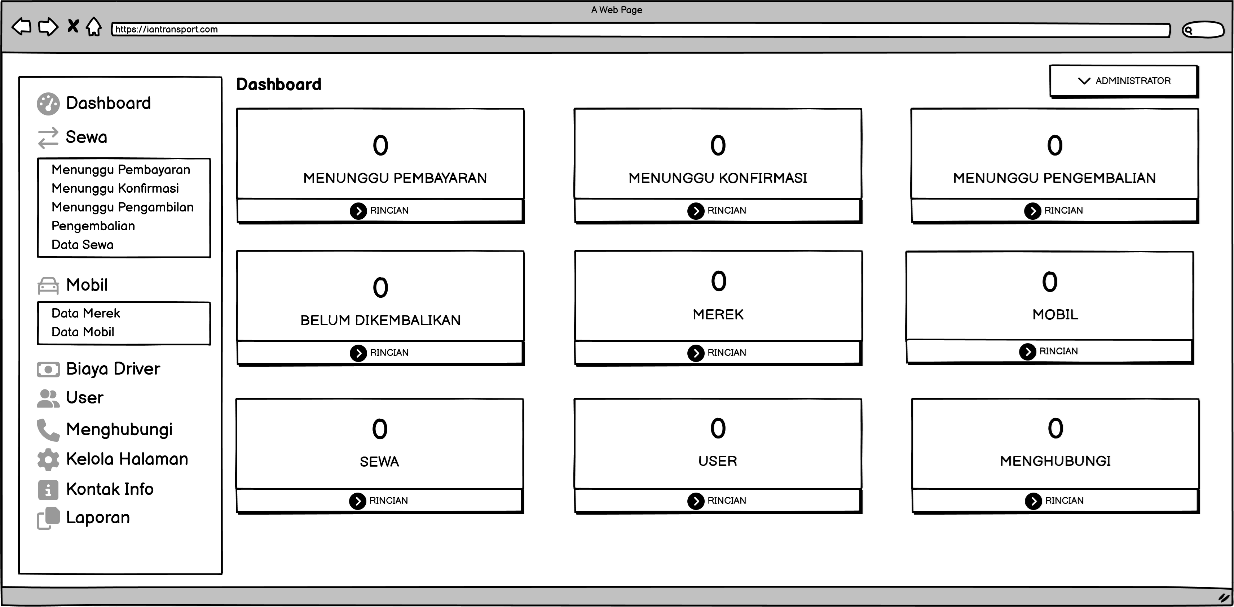 A Web Page
https://iantransport.com
Dashboard
Sewa
Menunggu Pembayaran
Menunggu Konfirmasi
Menunggu Pengambilan
Pengembalian
Data Sewa
Mobil
Data Merek
Data Mobil
Biaya Driver
User
Menghubungi
Kelola Halaman
Kontak Info
Laporan
Dashboard
ADMINISTRATOR
0
MENUNGGU PEMBAYARAN
RINCIAN
0
MENUNGGU KONFIRMASI
RINCIAN
0
MENUNGGU PENGEMBALIAN
RINCIAN
0
BELUM DIKEMBALIKAN
RINCIAN
0
MEREK
RINCIAN
0
MOBIL
RINCIAN
0
SEWA
RINCIAN
0
USER
RINCIAN
0
MENGHUBUNGI
RINCIAN